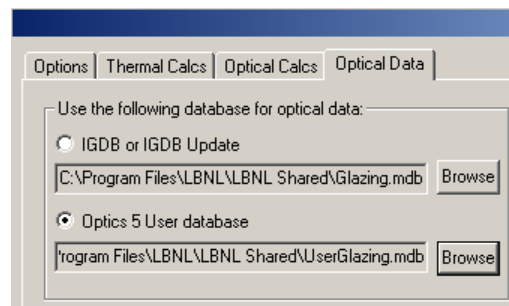 Options Thermal Calcs Optical Calcs Optical Data
Use the following database for optical data:
IGDB or IGDB Update
C:\Program Files\LBNL\LBNL Shared\Glazing.mdb Browse
Optics 5 User database
'rogram Files\LBNL\LBNL Shared\UserGlazing.mdb Browse